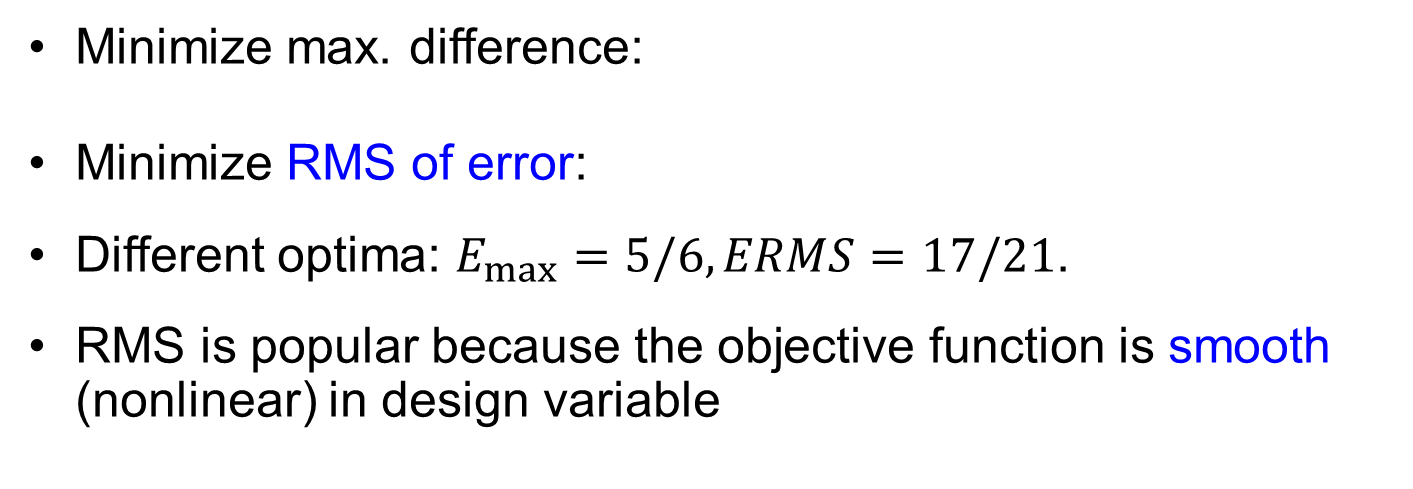 • Minimize max. difference:
• Minimize RMS of error:
• Different optima: E_max = 5/6, ERMS = 17/21.
• RMS is popular because the objective function is smooth
(nonlinear) in design variable